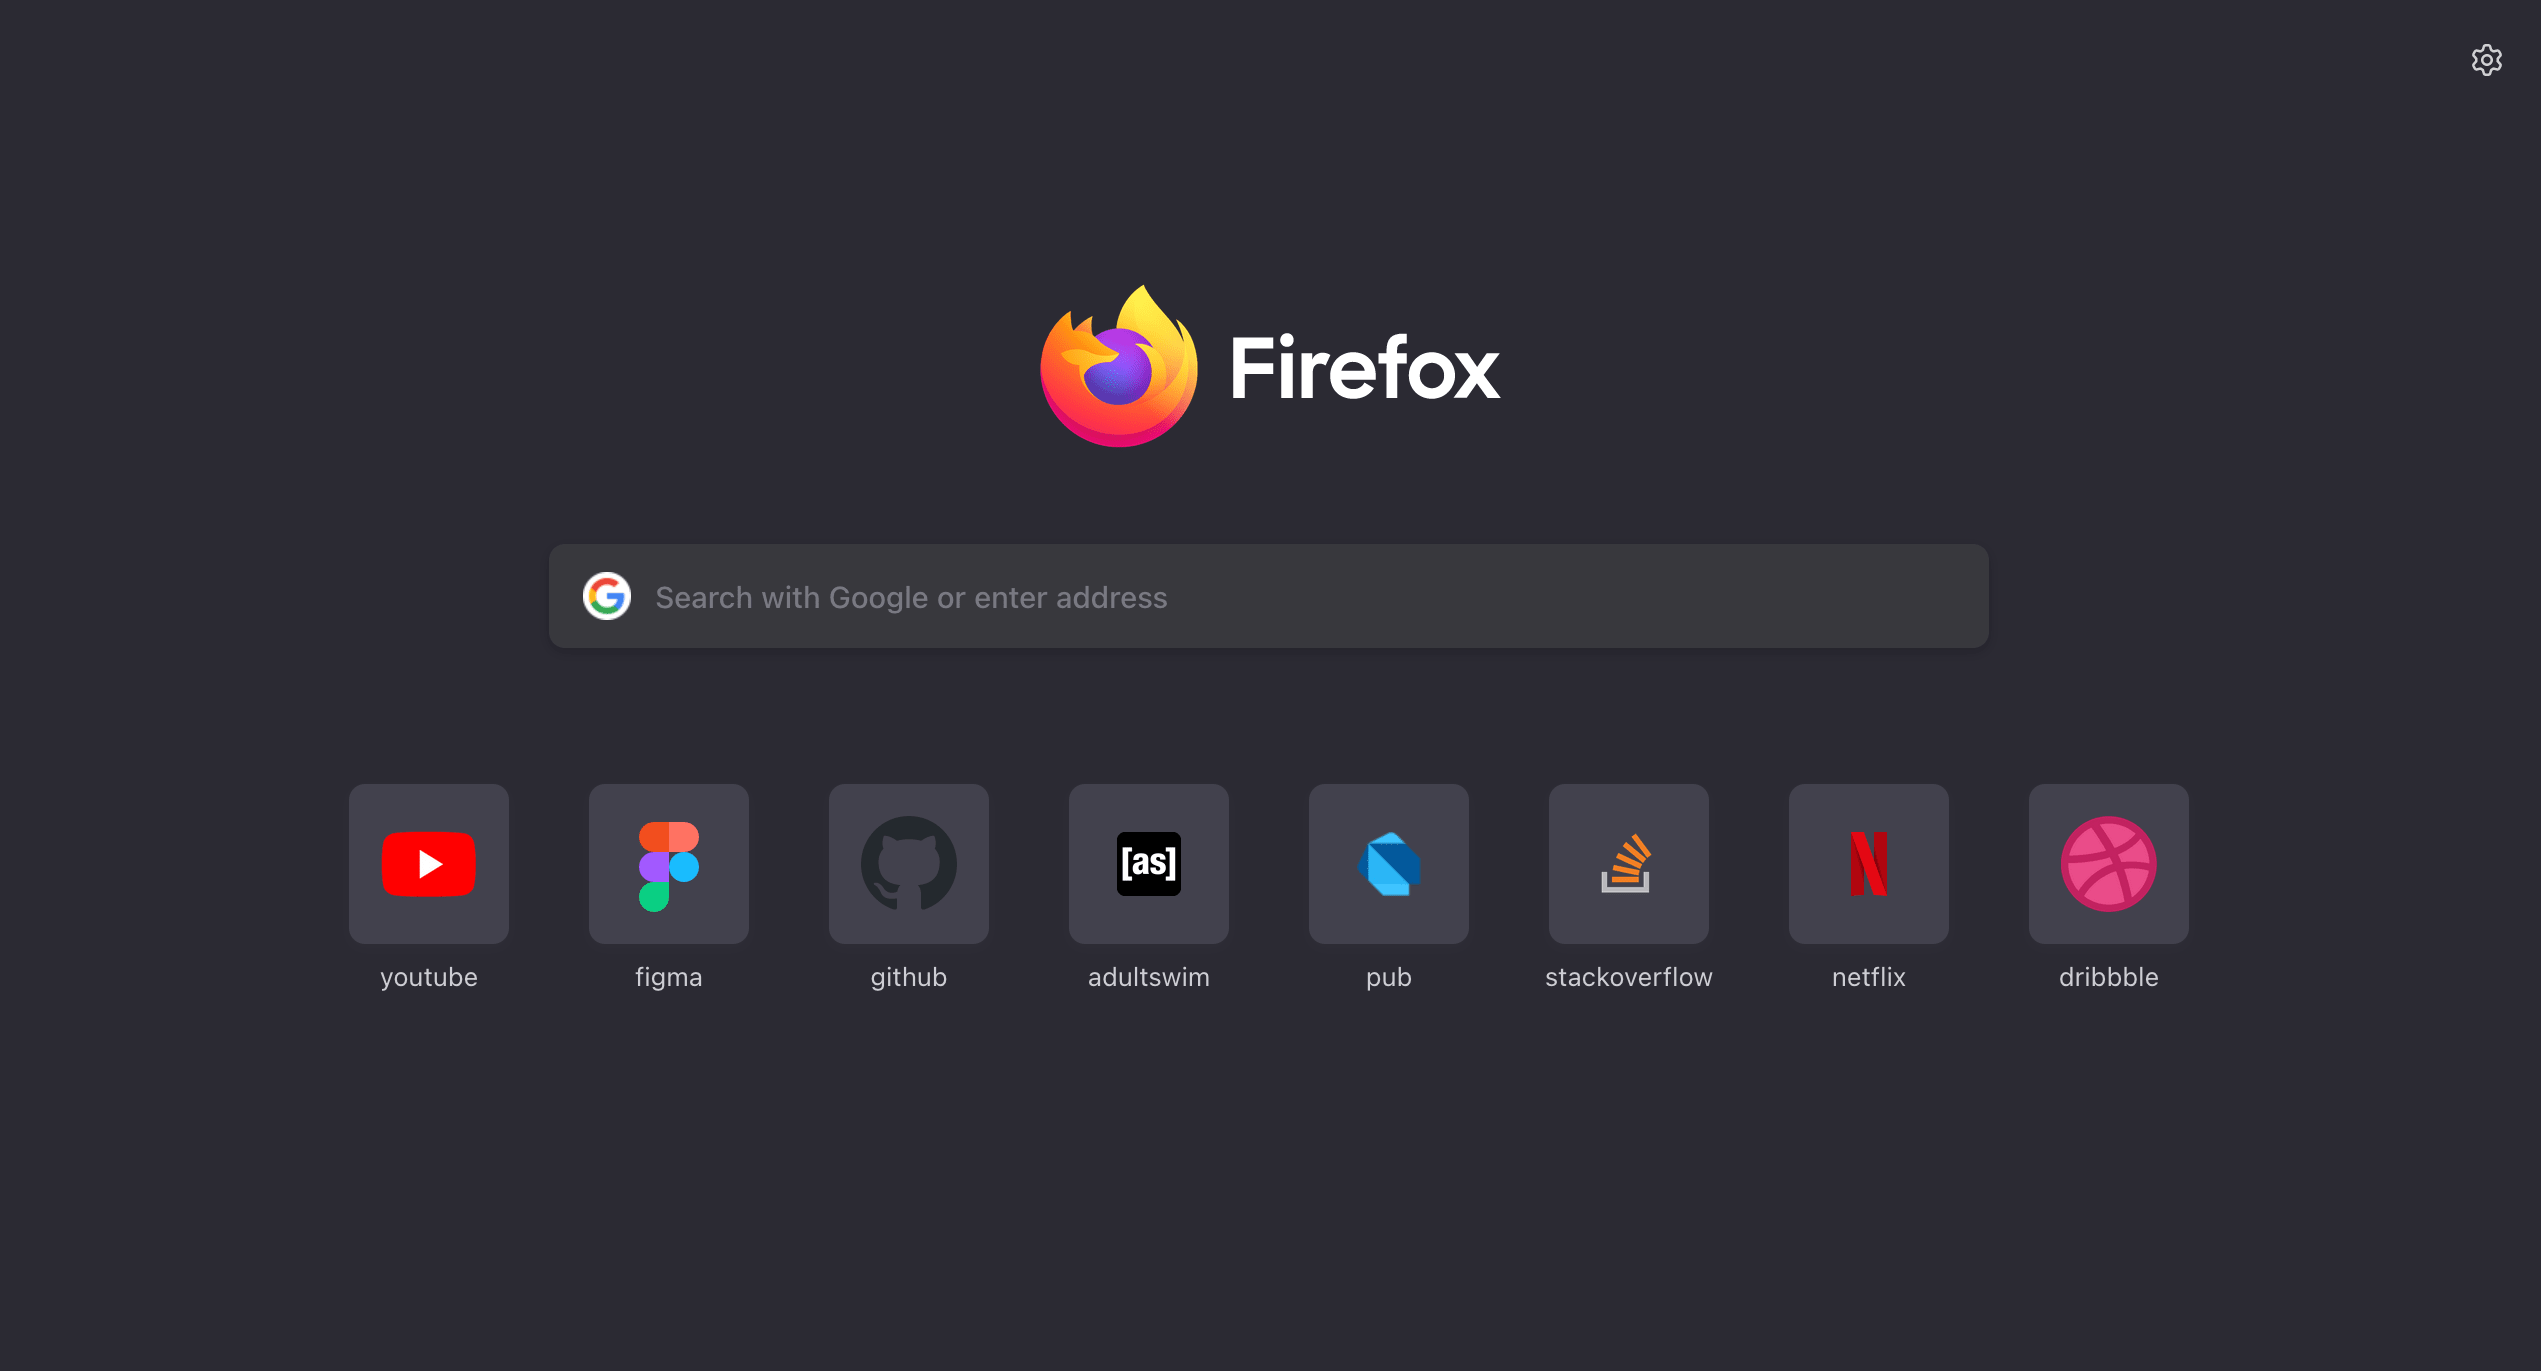 Firefox
Search with Google or enter address
[as]
youtube
figma
github
adultswim
pub
stackoverflow
netflix
dribbble